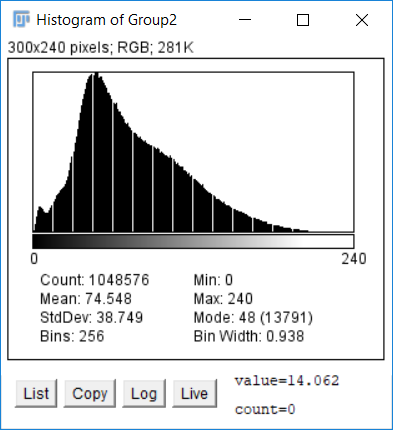 Histogram of Group2
300x240 pixels; RGB; 281K
0 240
Count: 1048576 Min: 0
Mean: 74.548 Max: 240
StdDev: 38.749 Mode: 48 (13791)
Bins: 256 Bin Width: 0.938
List Copy Log Live value=14.062
count=0